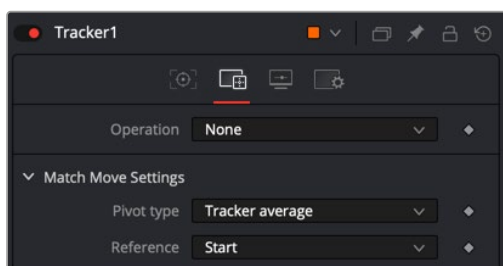 Tracker1
Operation None
Match Move Settings
Pivot type Tracker average
Reference Start